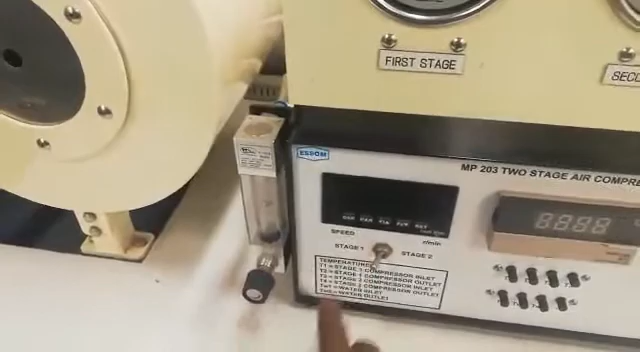 FIRST STAGE
SECO
ESSOM
MP 203 TWO STAGE AIR COMPRE
SPEED
r/min
STAGE 1
STAGE 2
TEMPERATURE
T1 = STAGE 1 COMPRESSOR INLET
T2 = STAGE 1 COMPRESSOR OUTLET
T3 = STAGE 2 COMPRESSOR INLET
T4 = STAGE 2 COMPRESSOR OUTLET
= WATER INLET
= WATER OUTLET
8888